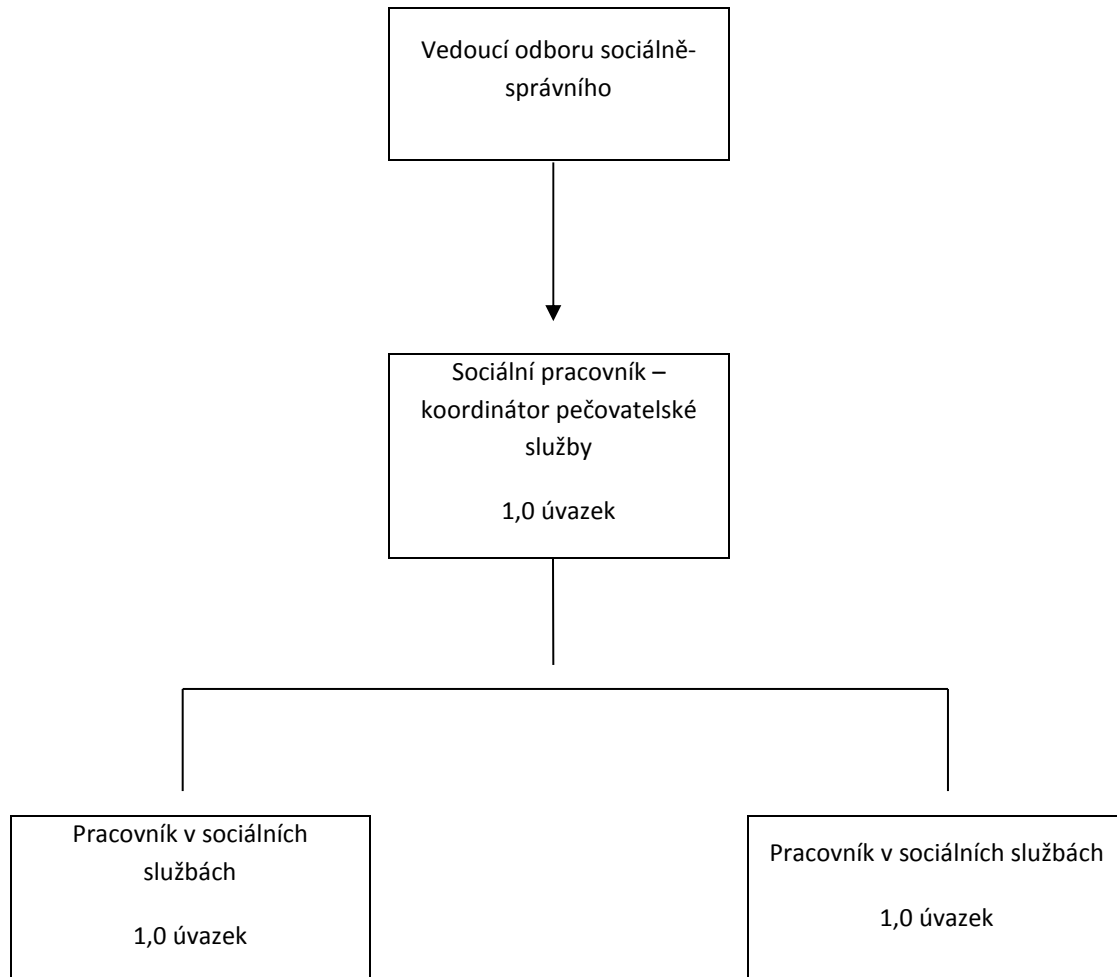 Vedoucí odboru sociálně-
správního
Sociální pracovník –
koordinátor pečovatelské
služby
1,0 úvazek
Pracovník v sociálních
službách
1,0 úvazek
Pracovník v sociálních službách
1,0 úvazek